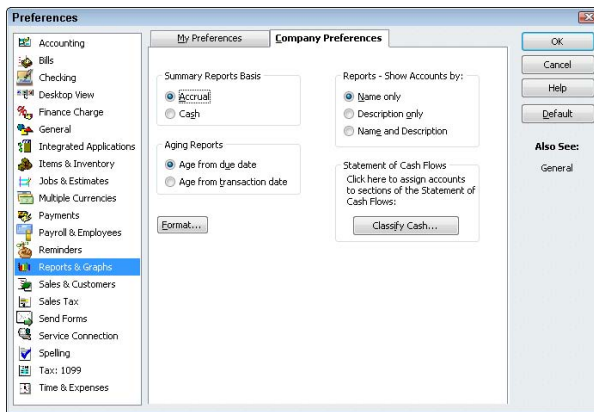 Preferences
Accounting
Bills
Checking
Desktop View
Finance Charge
General
Integrated Applications
Items & Inventory
Jobs & Estimates
Multiple Currencies
Payments
Payroll & Employees
Reminders
Reports & Graphs
Sales & Customers
Sales Tax
Send Forms
Service Connection
Spelling
Tax: 1099
Time & Expenses
My Preferences
Company Preferences
Summary Reports Basis
Accrual
Cash
Aging Reports
Age from due date
Age from transaction date
Format...
Reports - Show Accounts by:
Name only
Description only
Name and Description
Statement of Cash Flows
Click here to assign accounts
to sections of the Statement of
Cash Flows:
Classify Cash...
OK
Cancel
Help
Default
Also See:
General